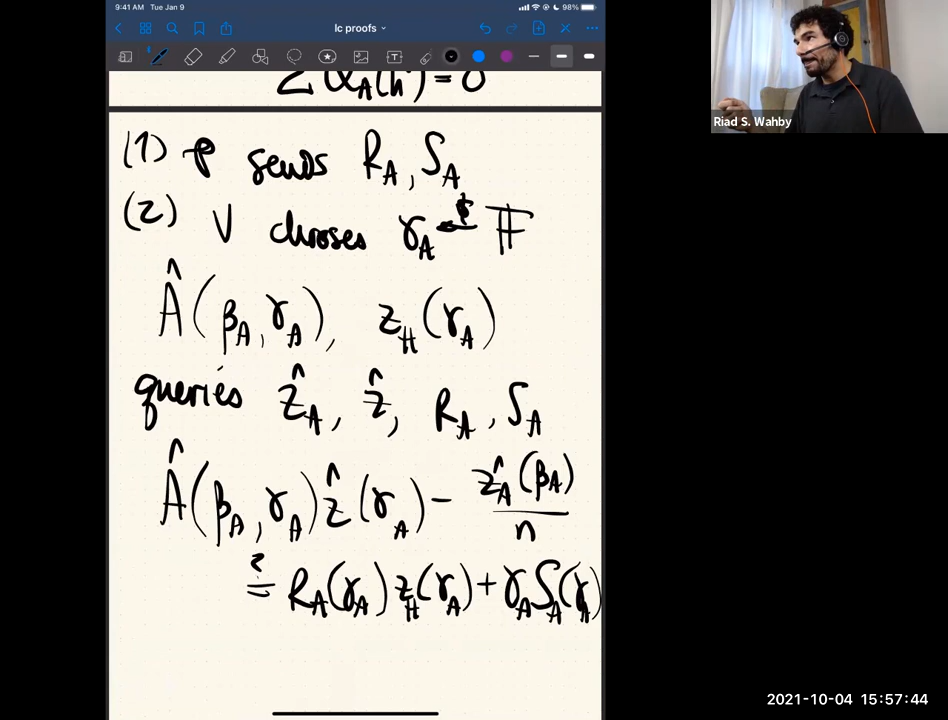 9:41 AM Tue Jan 9
98%
lc proofs
Σ Q_A(h) = 0
(1) P sends R_A, S_A
(2) V chooses γ_A ←$ 𝔽
Â(β_A, γ_A), z_H(γ_A)
queries ẑ_A, ẑ, R_A, S_A
Â(β_A, γ_A) ẑ(γ_A) − ẑ_A(β_A)/n
≟ R_A(γ_A) z_H(γ_A) + γ_A S_A(γ_A)
Riad S. Wahby
2021-10-04 15:57:44